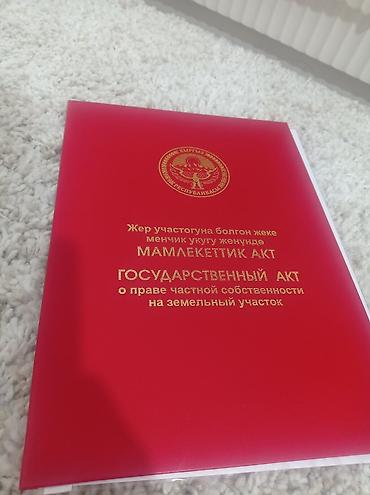 Жер участогуна болгон жеке
менчик укугу жөнүндө
МАМЛЕКЕТТИК АКТ
ГОСУДАРСТВЕННЫЙ АКТ
о праве частной собственности
на земельный участок